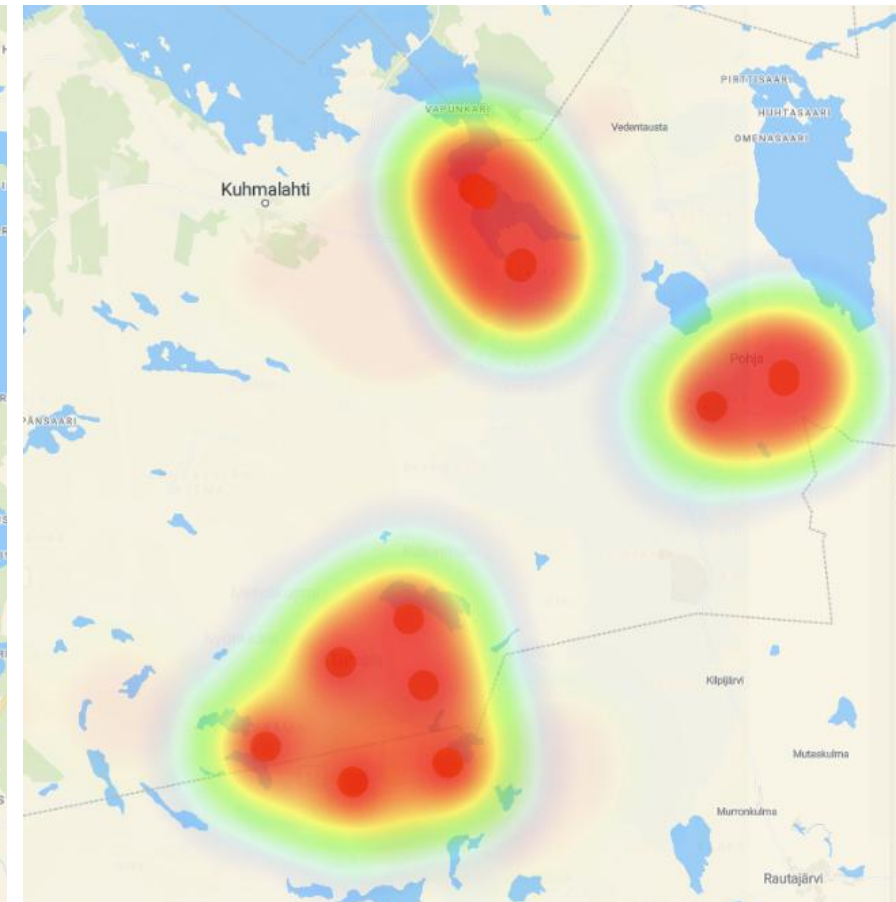 PIRTTISAARI
VAPUNKARI
HUHTASAARI
Vedentausta
OMENASAARI
Kuhmalahti
Pohja
PÄNSAARI
Kilpijärvi
Mutaskulma
Murronkulma
Rautajärvi